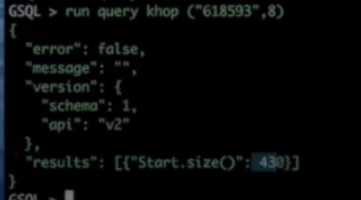 GSQL > run query khop ("618593",8)
{
"error": false,
"message": "",
"version": {
"schema": 1,
"api": "v2"
},
"results": [{"Start.size()": 430}]
}
GSQL >